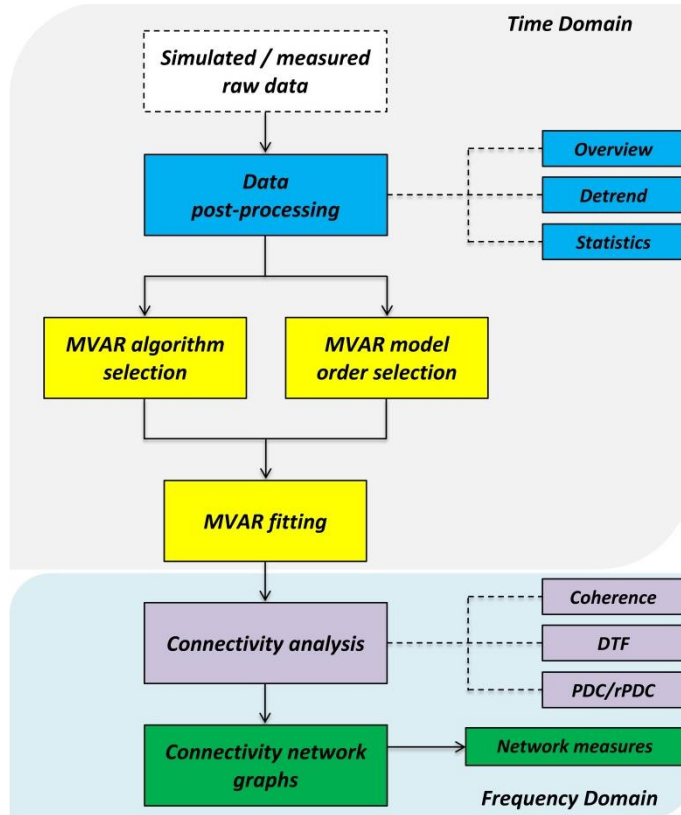 Time Domain
Simulated / measured
raw data
Data
post-processing
Overview
Detrend
Statistics
MVAR algorithm
selection
MVAR model
order selection
MVAR fitting
Connectivity analysis
Coherence
DTF
PDC/rPDC
Connectivity network
graphs
Network measures
Frequency Domain